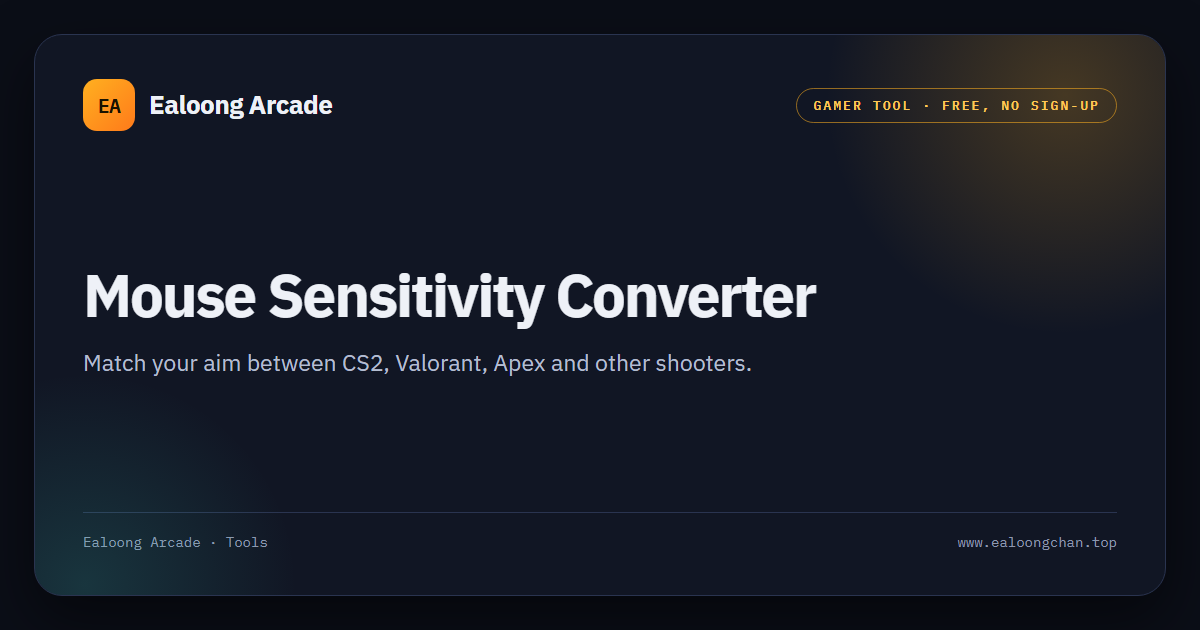 EA
Ealoong Arcade
GAMER TOOL · FREE, NO SIGN-UP
Mouse Sensitivity Converter
Match your aim between CS2, Valorant, Apex and other shooters.
Ealoong Arcade · Tools
www.ealoongchan.top